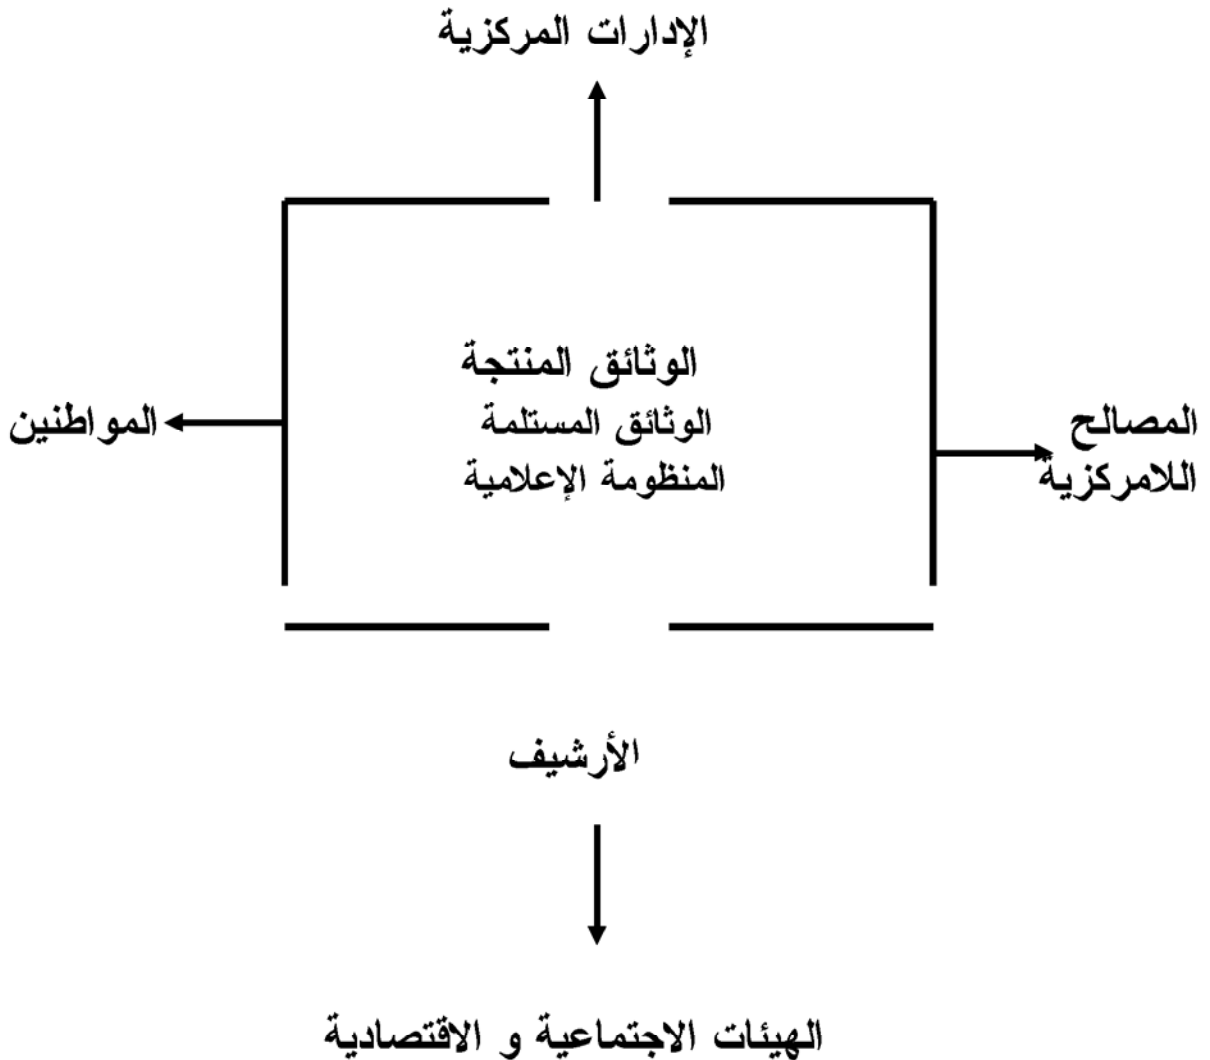 الإدارات المركزية
الوثائق المنتجة
الوثائق المستلمة
المنظومة الإعلامية
المصالح
اللامركزية
المواطنين
الأرشيف
الهيئات الاجتماعية و الاقتصادية